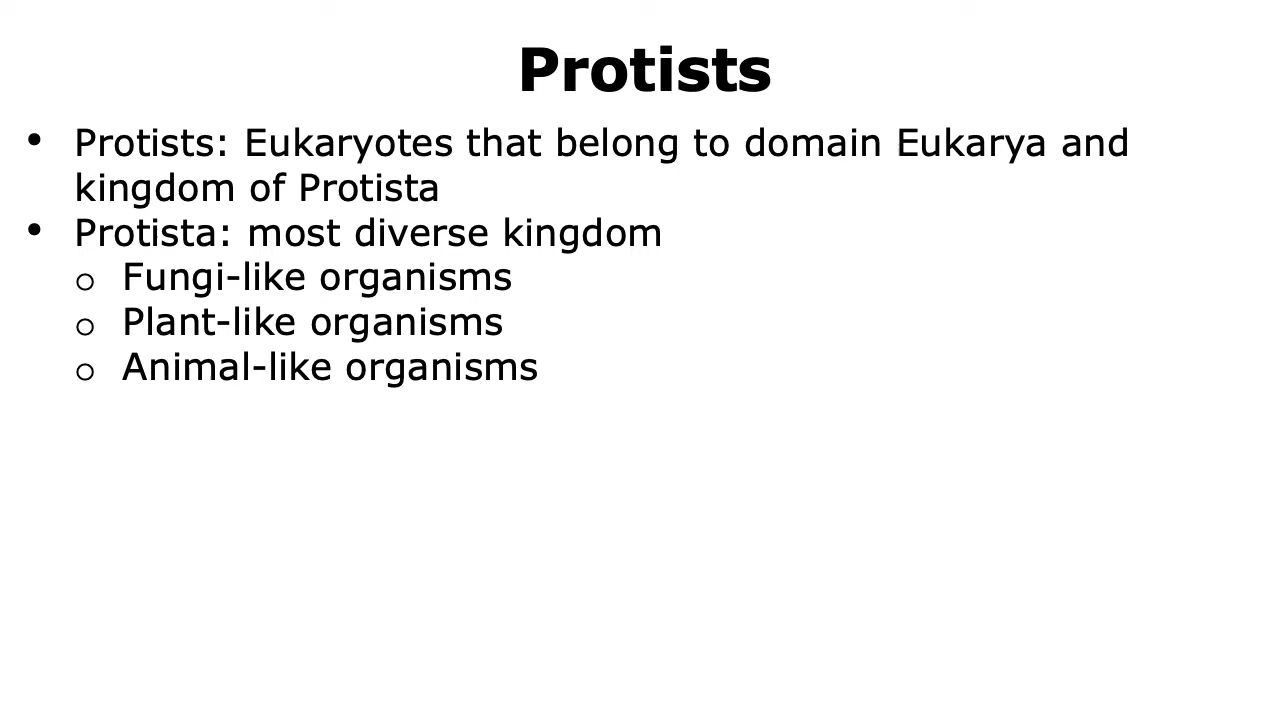 Protists
• Protists: Eukaryotes that belong to domain Eukarya and
kingdom of Protista
• Protista: most diverse kingdom
o Fungi-like organisms
o Plant-like organisms
o Animal-like organisms